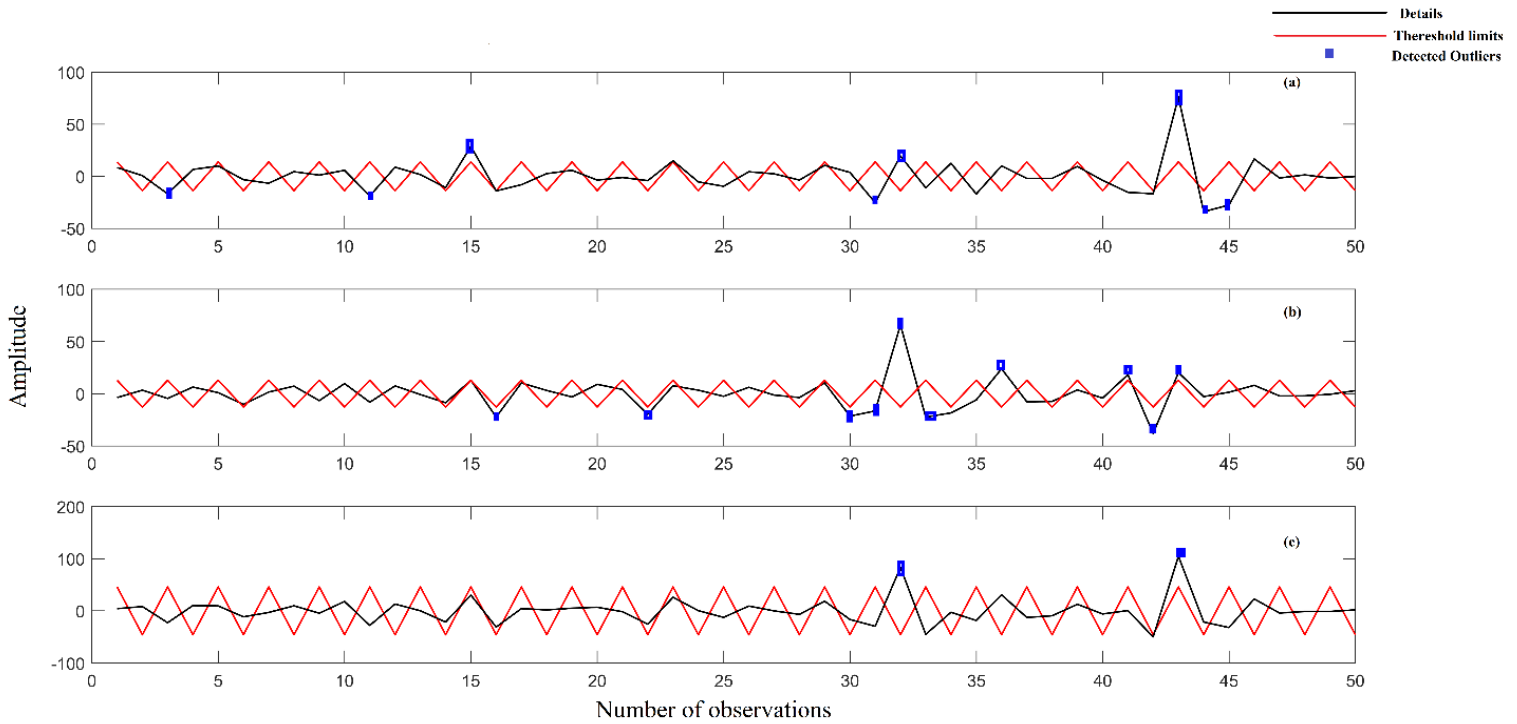 Details
Thereshold limits
Detected Outliers
(a)
100
50
0
-50
0 5 10 15 20 25 30 35 40 45 50
(b)
100
50
0
-50
0 5 10 15 20 25 30 35 40 45 50
Amplitude
(c)
200
100
0
-100
0 5 10 15 20 25 30 35 40 45 50
Number of observations